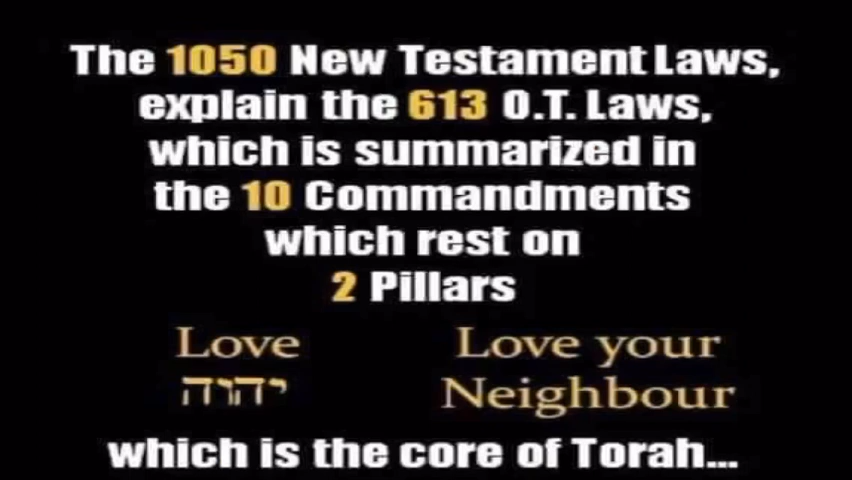 The 1050 New Testament Laws,
explain the 613 O.T. Laws,
which is summarized in
the 10 Commandments
which rest on
2 Pillars
Love Love your
יהוה Neighbour
which is the core of Torah...